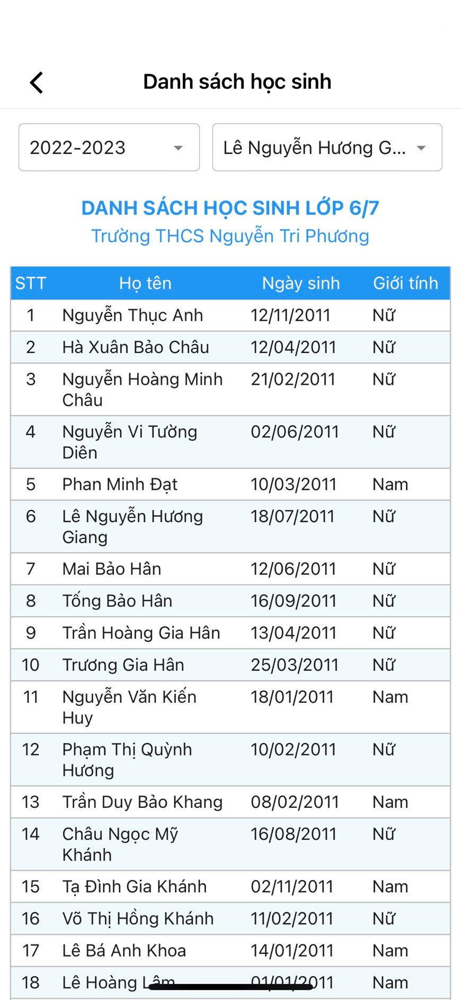 Danh sách học sinh
2022-2023 Lê Nguyễn Hương G...
DANH SÁCH HỌC SINH LỚP 6/7
Trường THCS Nguyễn Tri Phương
STT Họ tên Ngày sinh Giới tính
1 Nguyễn Thục Anh 12/11/2011 Nữ
2 Hà Xuân Bảo Châu 12/04/2011 Nữ
3 Nguyễn Hoàng Minh 21/02/2011 Nữ
Châu
4 Nguyễn Vi Tường 02/06/2011 Nữ
Diên
5 Phan Minh Đạt 10/03/2011 Nam
6 Lê Nguyễn Hương 18/07/2011 Nữ
Giang
7 Mai Bảo Hân 12/06/2011 Nữ
8 Tống Bảo Hân 16/09/2011 Nữ
9 Trần Hoàng Gia Hân 13/04/2011 Nữ
10 Trương Gia Hân 25/03/2011 Nữ
11 Nguyễn Văn Kiến 18/01/2011 Nam
Huy
12 Phạm Thị Quỳnh 10/02/2011 Nữ
Hương
13 Trần Duy Bảo Khang 08/02/2011 Nam
14 Châu Ngọc Mỹ 16/08/2011 Nữ
Khánh
15 Tạ Đình Gia Khánh 02/11/2011 Nam
16 Võ Thị Hồng Khánh 11/02/2011 Nữ
17 Lê Bá Anh Khoa 14/01/2011 Nam
18 Lê Hoàng Lâm 01/01/2011 Nam